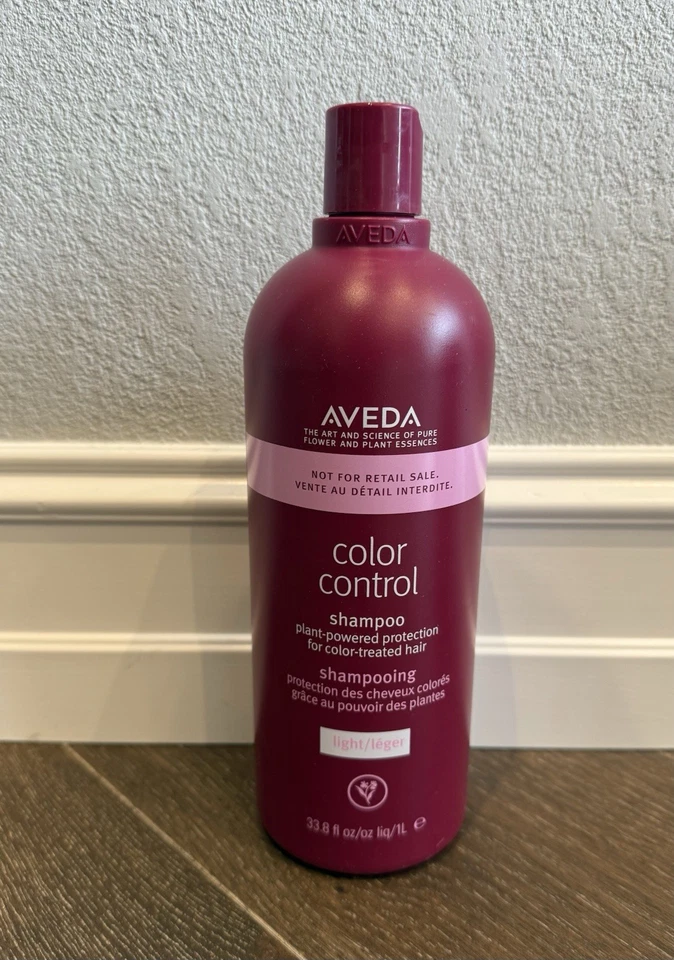 AVEDA
AVEDA
THE ART AND SCIENCE OF PURE
FLOWER AND PLANT ESSENCES
NOT FOR RETAIL SALE.
VENTE AU DÉTAIL INTERDITE.
color
control
shampoo
plant-powered protection
for color-treated hair
shampooing
protection des cheveux colorés
grâce au pouvoir des plantes
light/léger
33.8 fl oz/oz liq/1L ℮